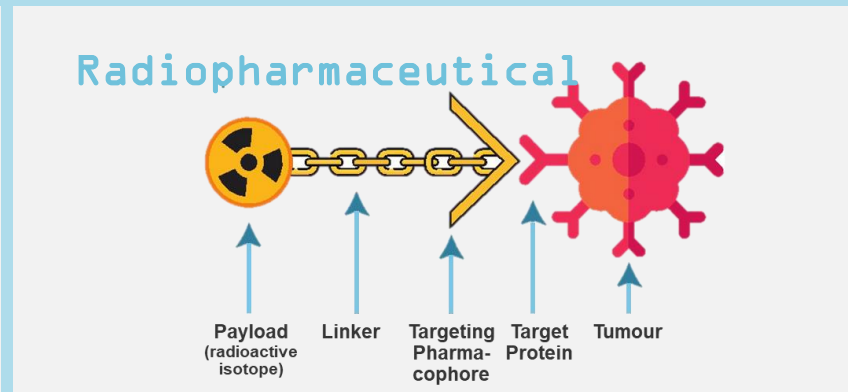 Radiopharmaceutical
Payload
(radioactive
isotope)
Linker
Targeting
Pharma-
cophore
Target
Protein
Tumour